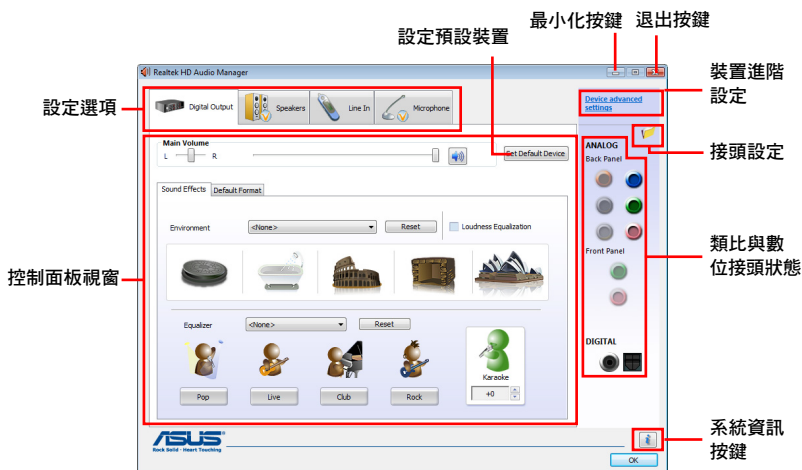 最小化按鍵
退出按鍵
設定預設裝置
Realtek HD Audio Manager
裝置進階
設定
設定選項
Digital Output
Speakers
Line In
Microphone
Device advanced
settings
接頭設定
Main Volume
L
R
Set Default Device
ANALOG
Back Panel
Sound Effects
Default Format
Environment
<None>
Reset
Loudness Equalization
Front Panel
類比與數
位接頭狀態
控制面板視窗
Equalizer
<None>
Reset
DIGITAL
Karaoke
Pop
Live
Club
Rock
+0
ASUS
Rock Solid · Heart Touching
系統資訊
按鍵
OK